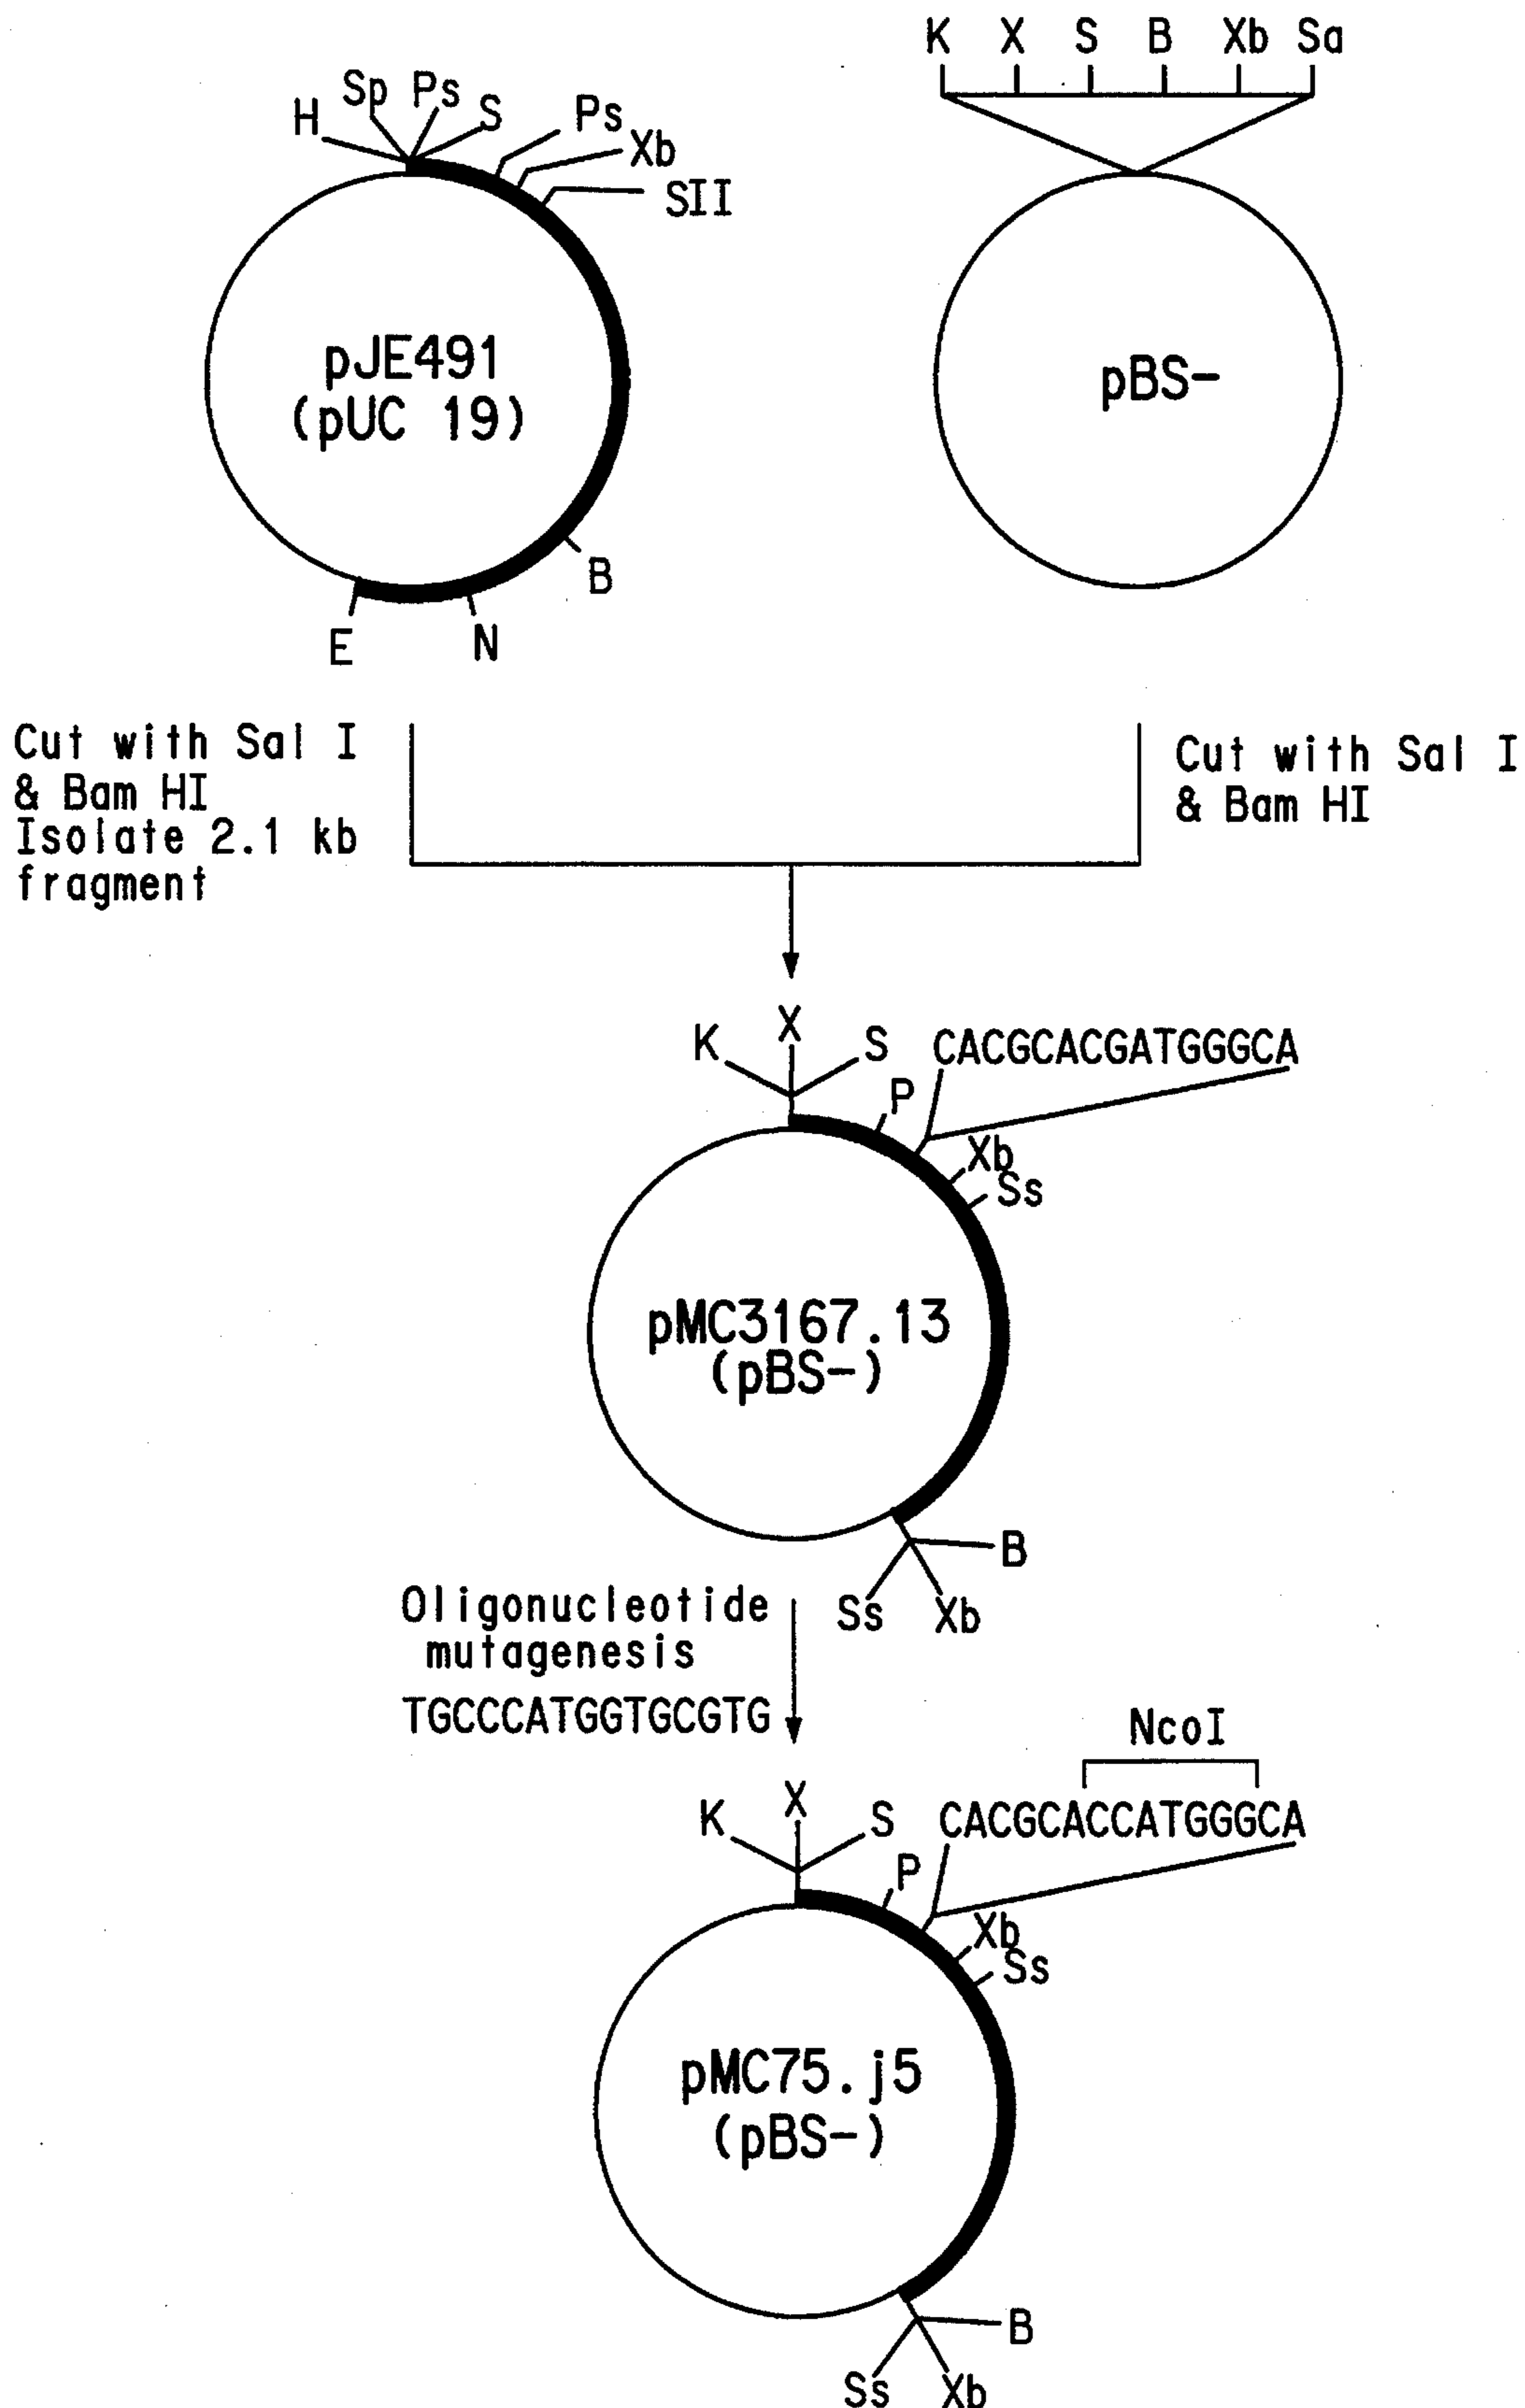 K X S B Xb Sa
H Sp Ps S Ps Xb SII
pJE491
(pUC 19)
B
N
E
pBS-
Cut with Sal I
& Bam HI
Isolate 2.1 kb
fragment
Cut with Sal I
& Bam HI
K X S P CACGCACGATGGGCA
Xb
Ss
pMC3167.13
(pBS-)
B
Ss Xb
Oligonucleotide
mutagenesis
TGCCCATGGTGCGTG
NcoI
K X S P CACGCACCATGGGCA
Xb
Ss
pMC75.j5
(pBS-)
B
Ss Xb